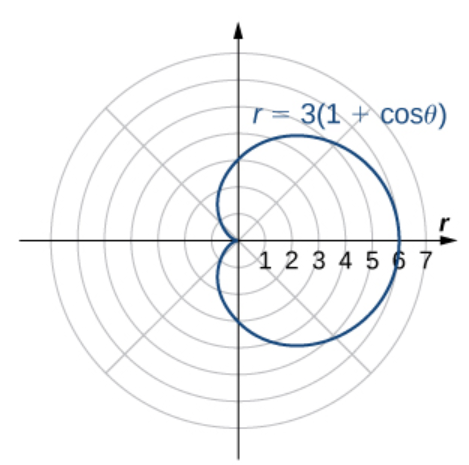 r = 3(1 + cosθ)
r
1 2 3 4 5 6 7